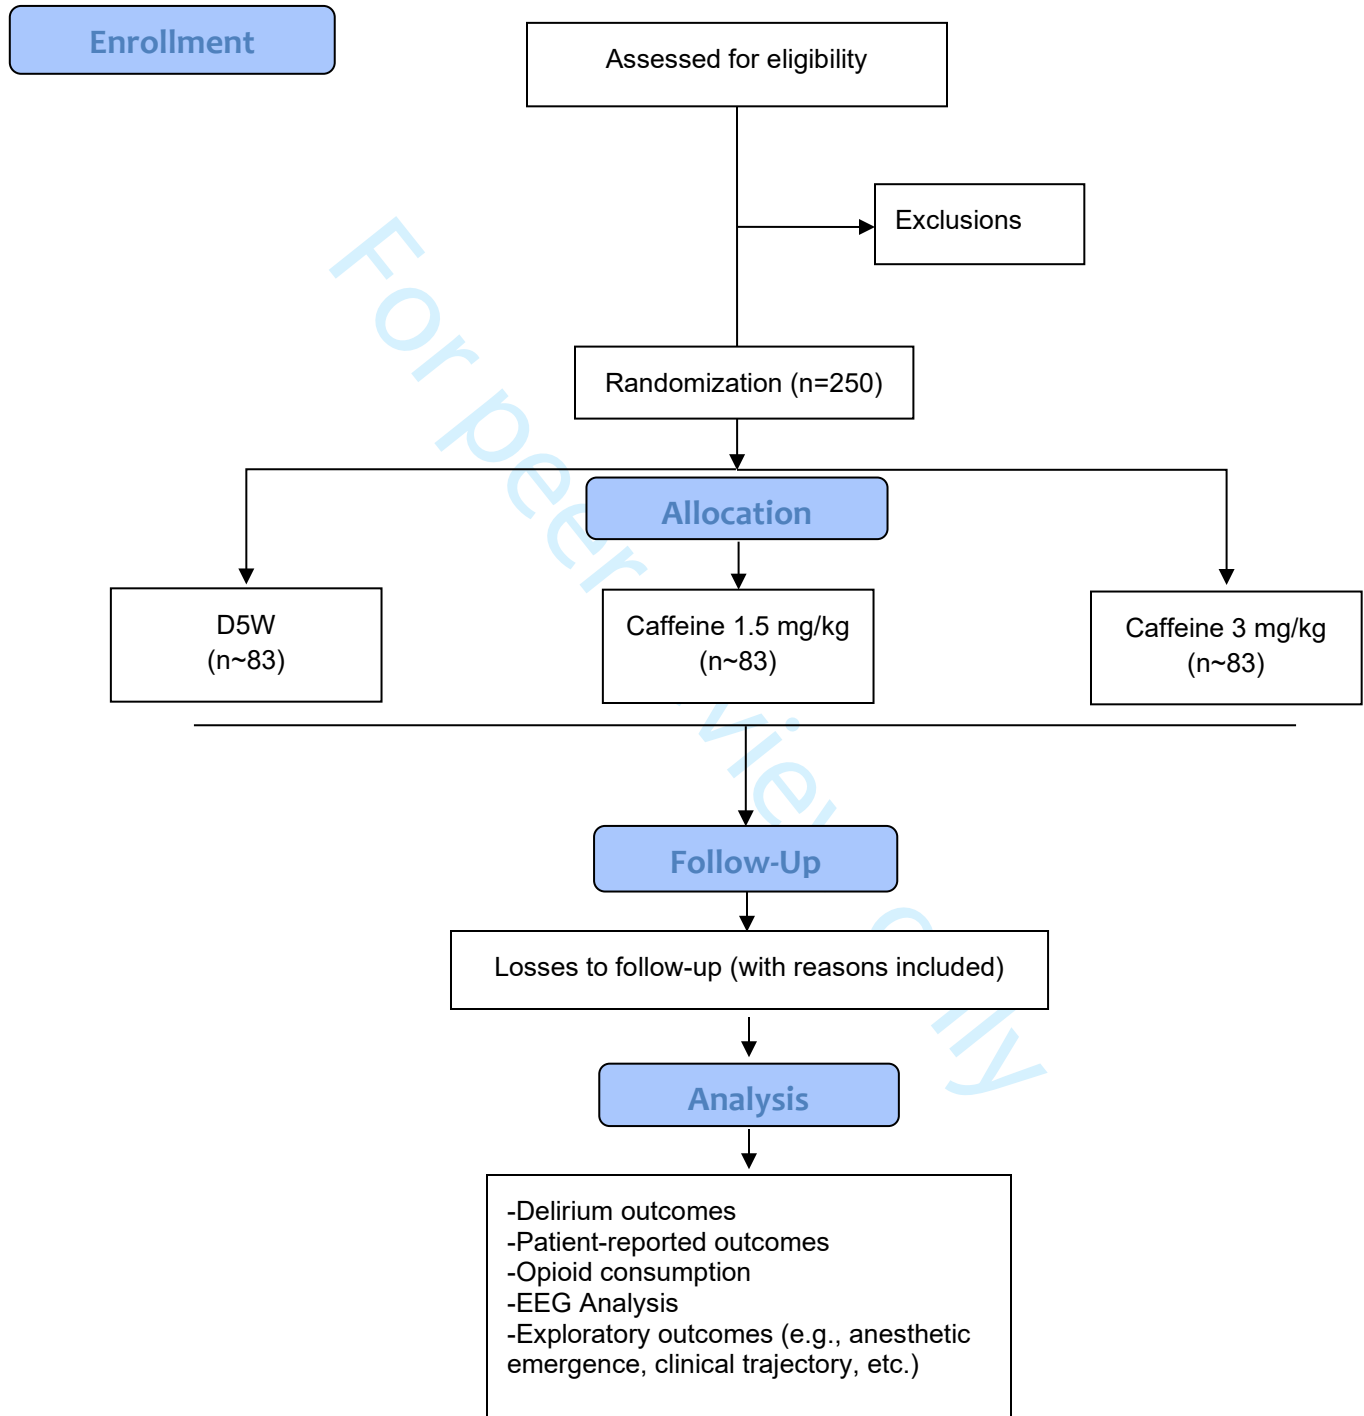 Enrollment
Assessed for eligibility
Exclusions
Randomization (n=250)
Allocation
D5W
(n~83)
Caffeine 1.5 mg/kg
(n~83)
Caffeine 3 mg/kg
(n~83)
Follow-Up
Losses to follow-up (with reasons included)
Analysis
-Delirium outcomes
-Patient-reported outcomes
-Opioid consumption
-EEG Analysis
-Exploratory outcomes (e.g., anesthetic
emergence, clinical trajectory, etc.)
For peer